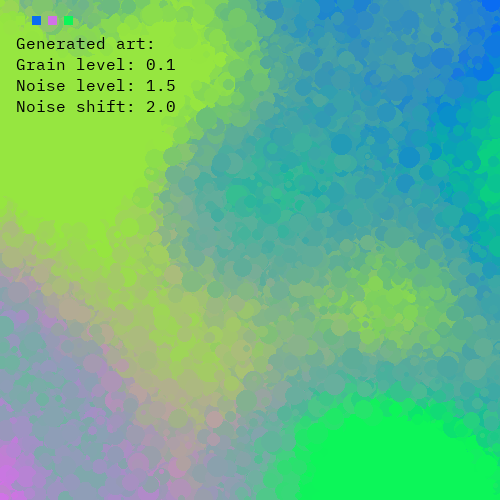 Generated art:
Grain level: 0.1
Noise level: 1.5
Noise shift: 2.0